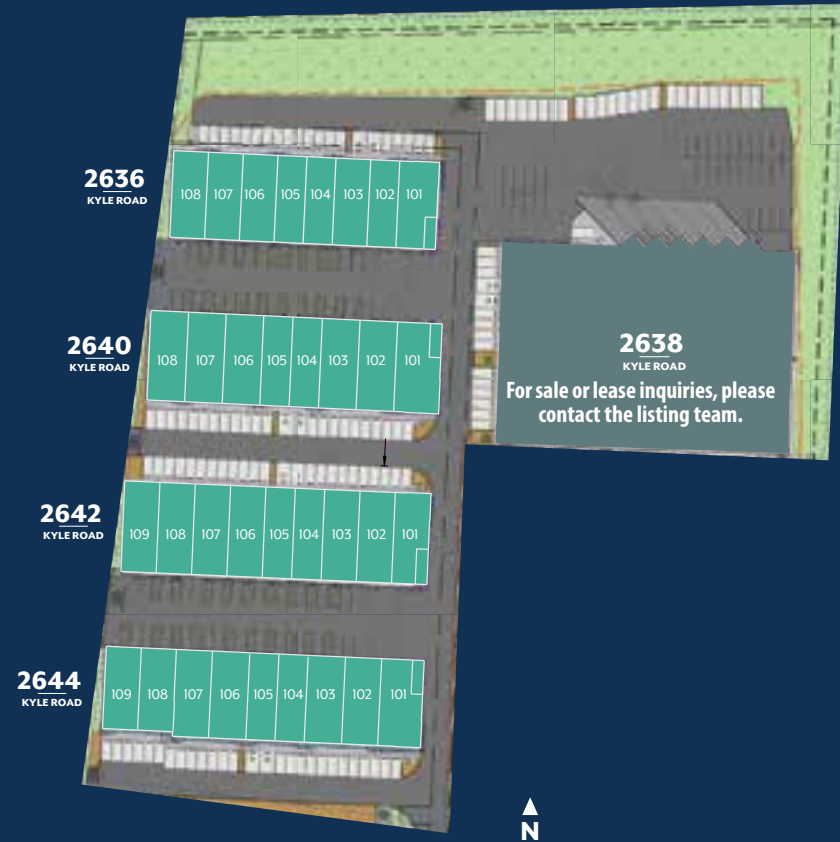 2636
KYLE ROAD
108 107 106 105 104 103 102 101
2640
KYLE ROAD
108 107 106 105 104 103 102 101
2638
KYLE ROAD
For sale or lease inquiries, please
contact the listing team.
2642
KYLE ROAD
109 108 107 106 105 104 103 102 101
2644
KYLE ROAD
109 108 107 106 105 104 103 102 101
N